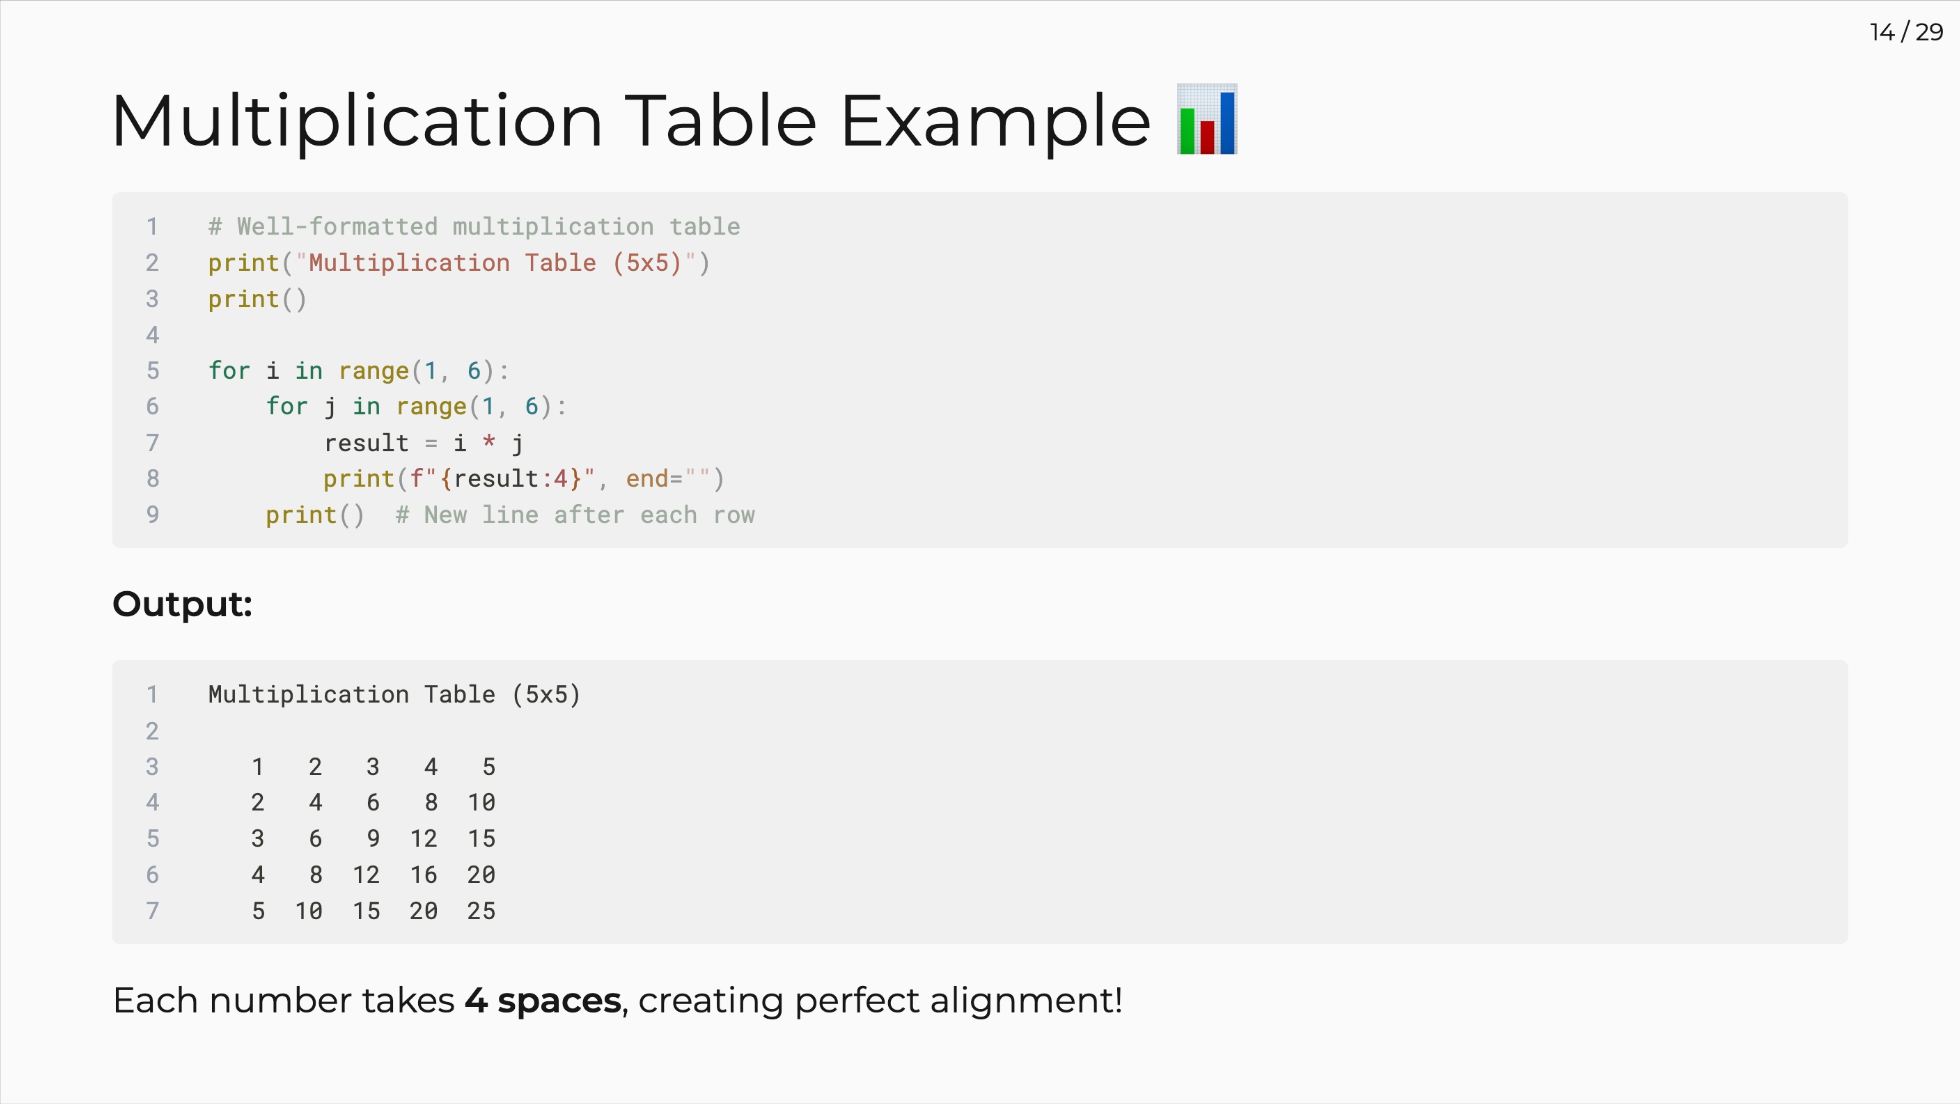 14 / 29
Multiplication Table Example 📊
1 # Well-formatted multiplication table
2 print("Multiplication Table (5x5)")
3 print()
4
5 for i in range(1, 6):
6     for j in range(1, 6):
7         result = i * j
8         print(f"{result:4}", end="")
9     print()  # New line after each row
Output:
1 Multiplication Table (5x5)
2
3    1   2   3   4   5
4    2   4   6   8  10
5    3   6   9  12  15
6    4   8  12  16  20
7    5  10  15  20  25
Each number takes 4 spaces, creating perfect alignment!